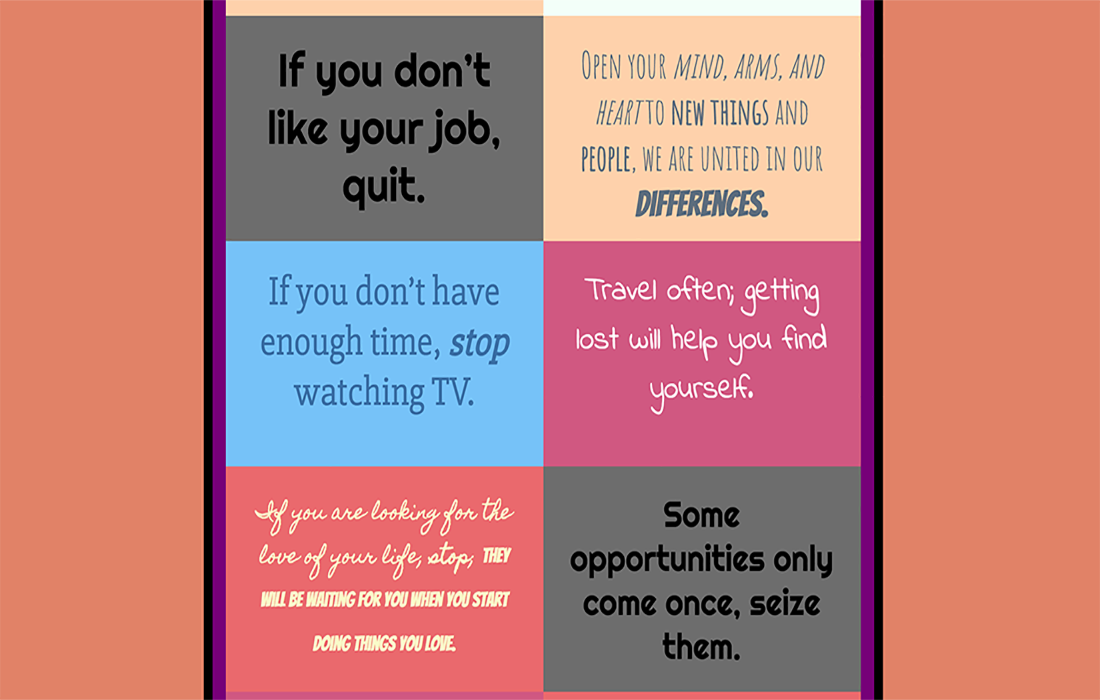 If you don't
like your job,
quit.
OPEN YOUR MIND, ARMS, AND
HEART TO NEW THINGS AND
PEOPLE, WE ARE UNITED IN OUR
DIFFERENCES.
If you don't have
enough time, stop
watching TV.
Travel often; getting
lost will help you find
yourself.
If you are looking for the
love of your life, stop; THEY
WILL BE WAITING FOR YOU WHEN YOU START
DOING THINGS YOU LOVE.
Some
opportunities only
come once, seize
them.